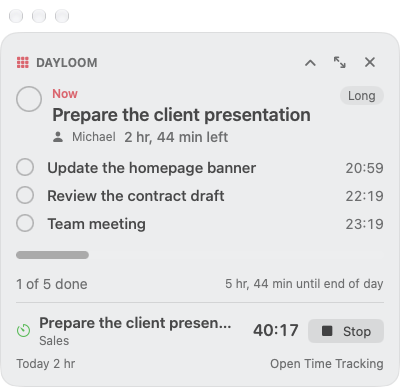 DAYLOOM
Now
Long
Prepare the client presentation
Michael 2 hr, 44 min left
Update the homepage banner 20:59
Review the contract draft 22:19
Team meeting 23:19
1 of 5 done 5 hr, 44 min until end of day
Prepare the client presen...
Sales
40:17 Stop
Today 2 hr Open Time Tracking